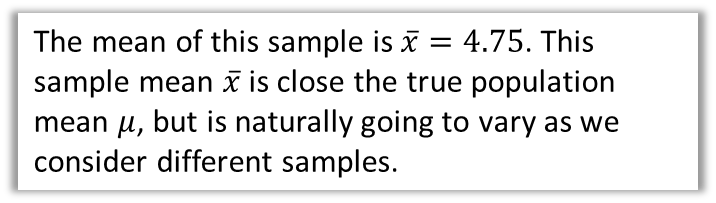 The mean of this sample is x̄ = 4.75. This
sample mean x̄ is close the true population
mean μ, but is naturally going to vary as we
consider different samples.